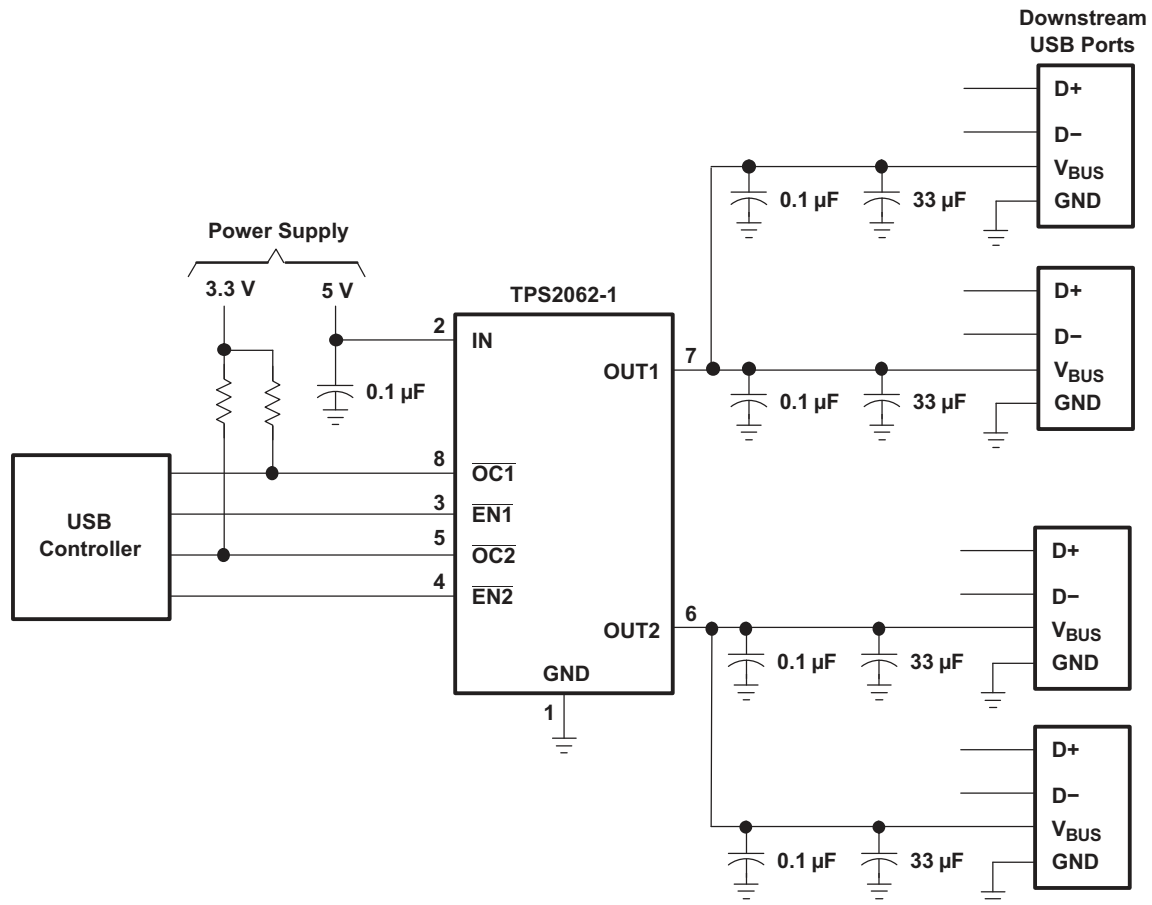 Downstream
USB Ports
D+
D−
VBUS
GND
0.1 µF
33 µF
Power Supply
3.3 V
5 V
0.1 µF
TPS2062-1
2
IN
OUT1
7
D+
D−
VBUS
GND
0.1 µF
33 µF
USB
Controller
8
OC1
3
EN1
5
OC2
4
EN2
OUT2
6
GND
1
D+
D−
VBUS
GND
0.1 µF
33 µF
D+
D−
VBUS
GND
0.1 µF
33 µF